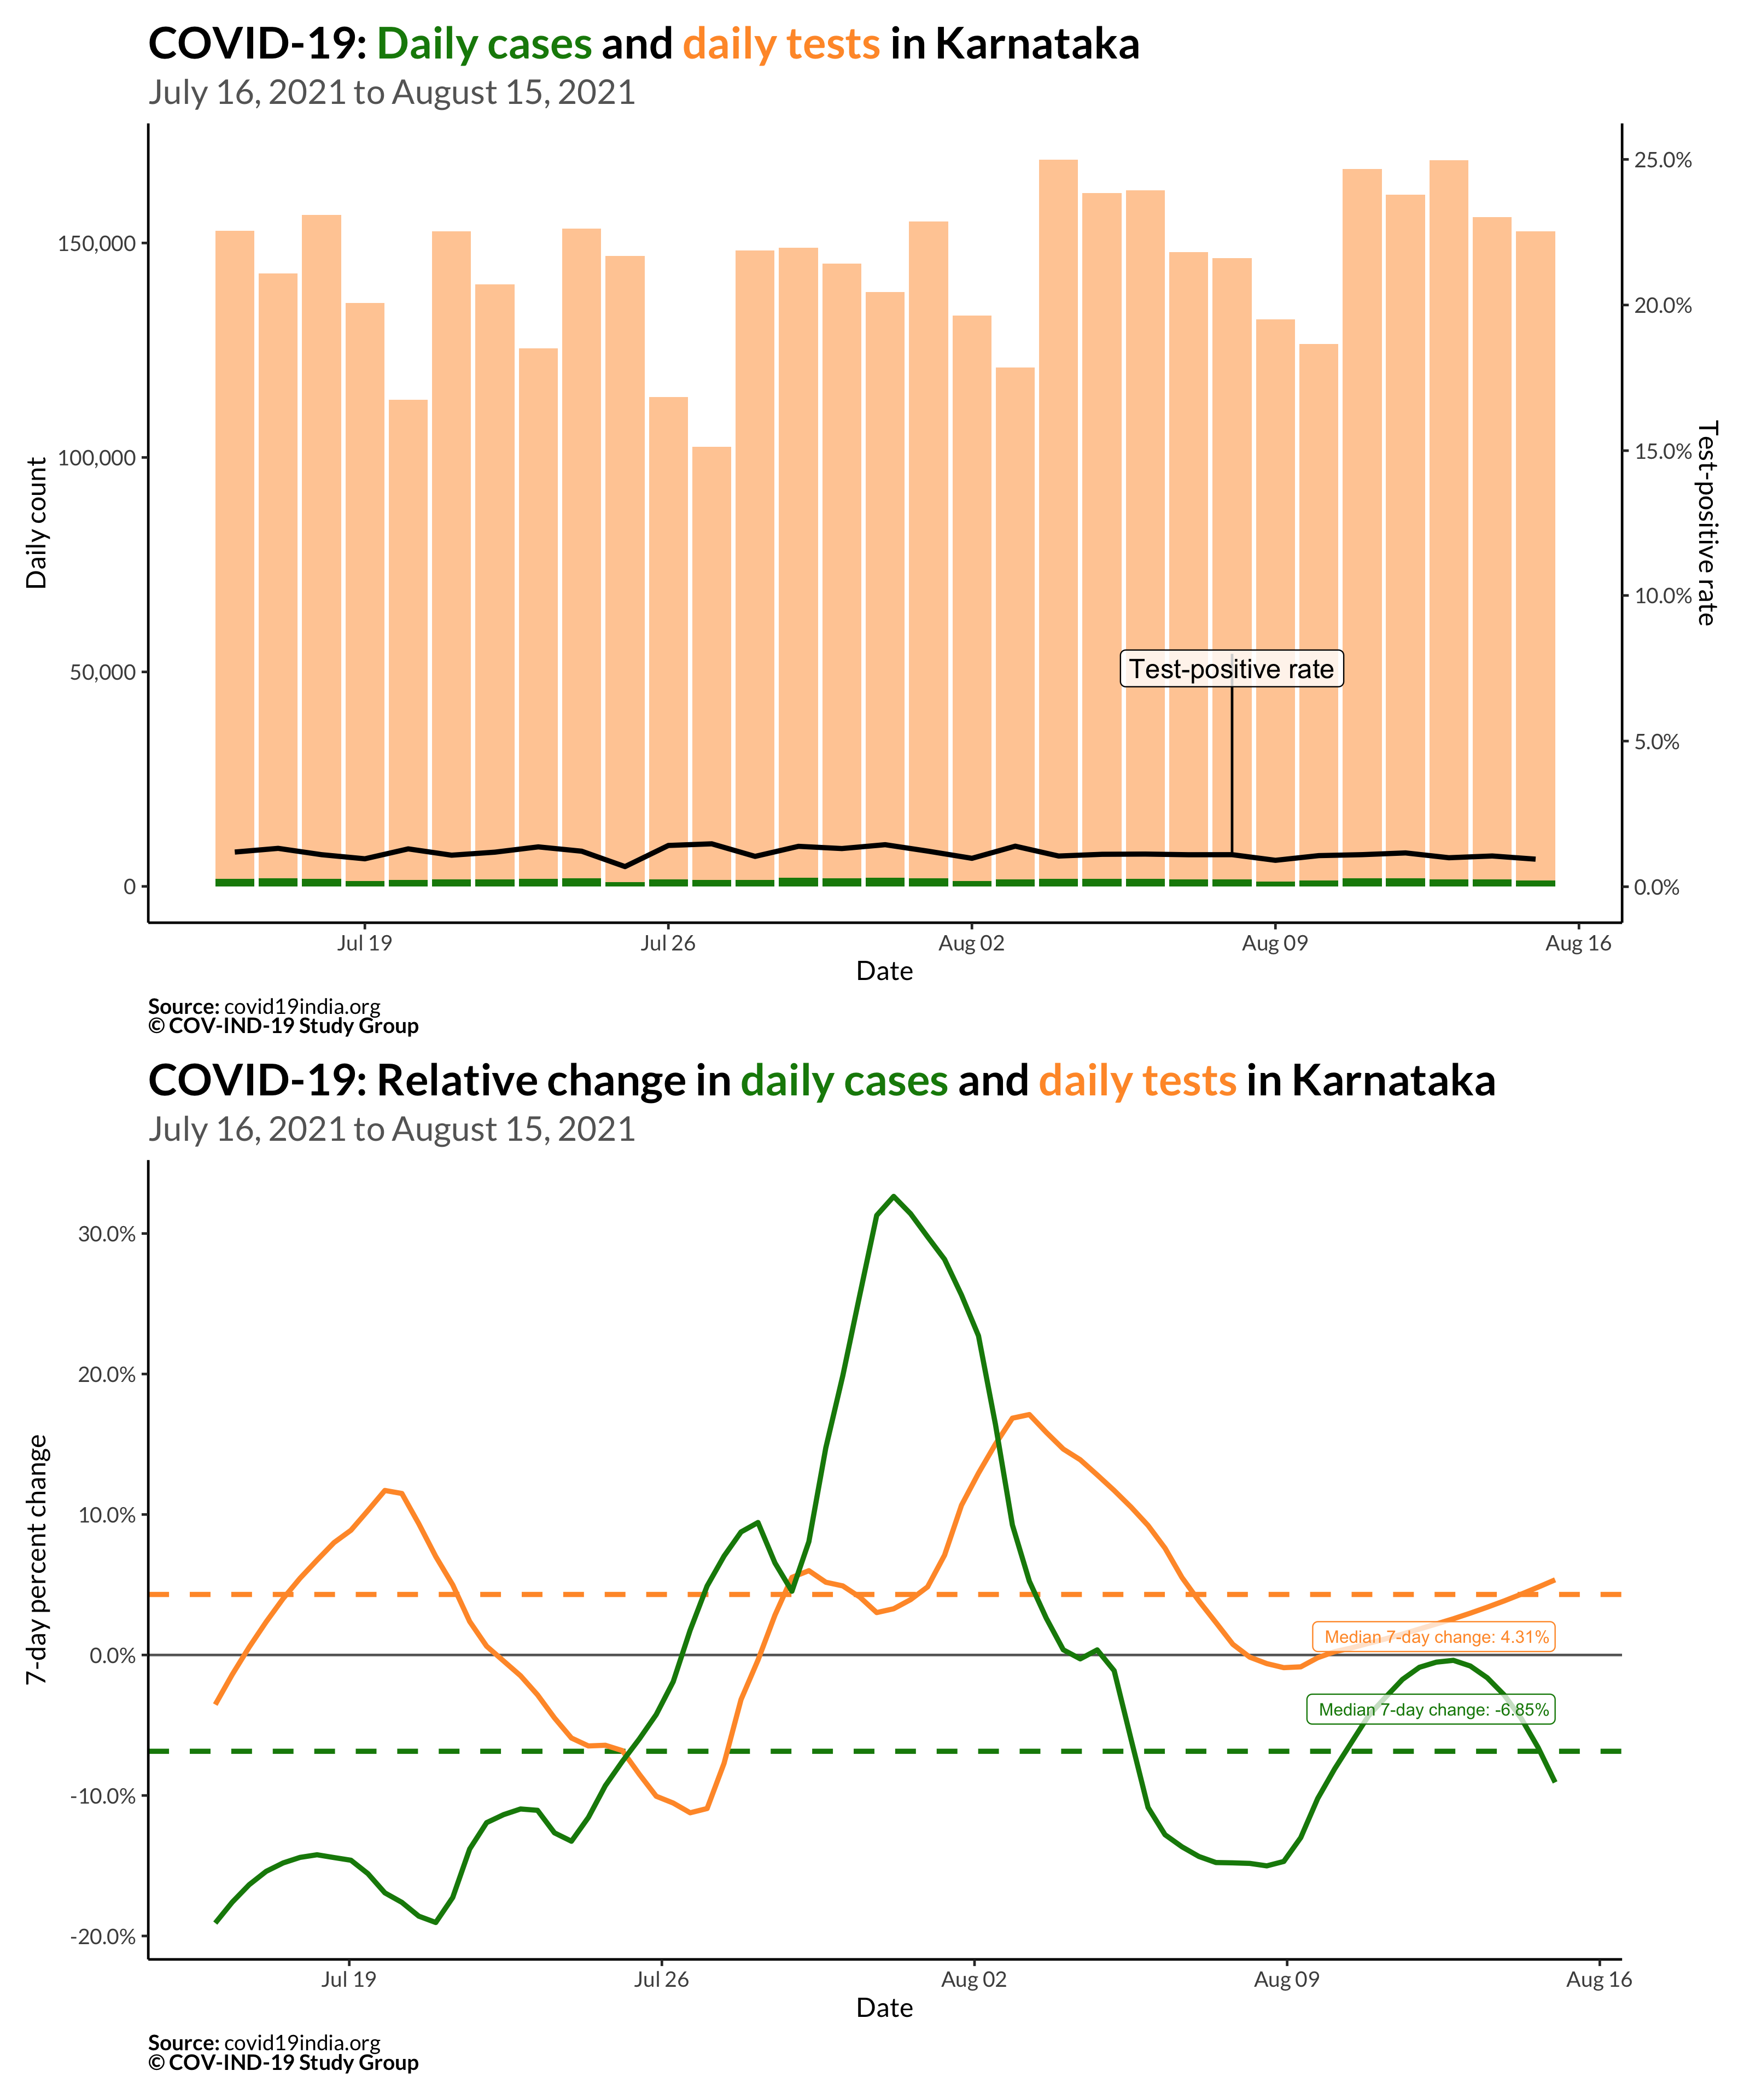 COVID-19: Daily cases and daily tests in Karnataka
July 16, 2021 to August 15, 2021
Daily count
150,000
100,000
50,000
0
25.0%
20.0%
15.0%
10.0%
5.0%
0.0%
Test-positive rate
Test-positive rate
Jul 19
Jul 26
Aug 02
Aug 09
Aug 16
Date
Source: covid19india.org
© COV-IND-19 Study Group
COVID-19: Relative change in daily cases and daily tests in Karnataka
July 16, 2021 to August 15, 2021
7-day percent change
30.0%
20.0%
10.0%
0.0%
-10.0%
-20.0%
Median 7-day change: 4.31%
Median 7-day change: -6.85%
Jul 19
Jul 26
Aug 02
Aug 09
Aug 16
Date
Source: covid19india.org
© COV-IND-19 Study Group